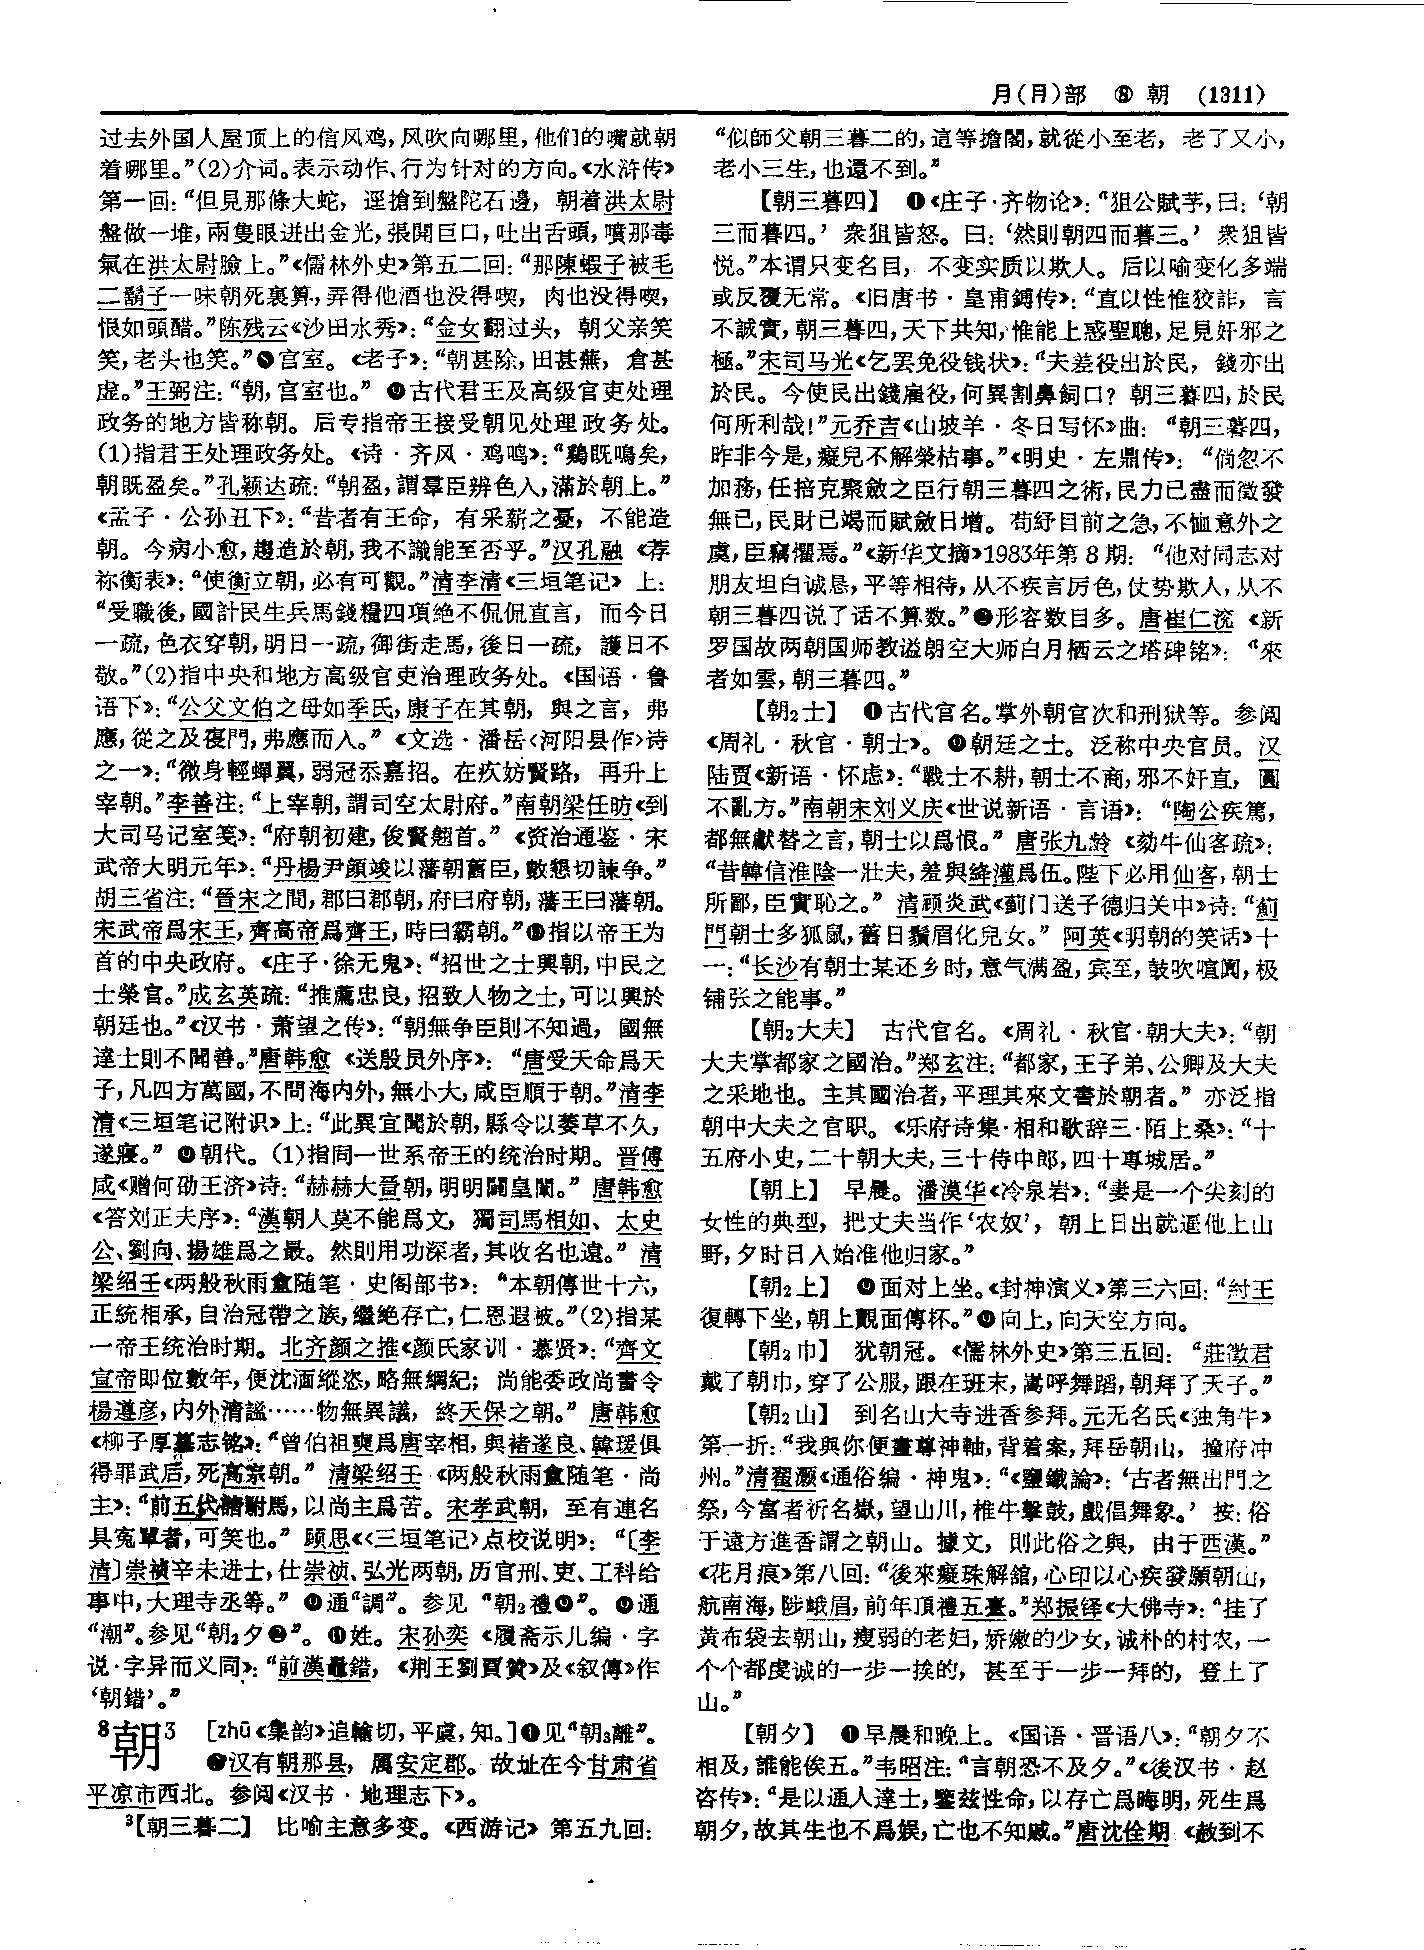 月(月)部 ⑧ 朝 (1311)
过去外国人屋顶上的信风鸡,风吹向哪里,他们的嘴就朝
着哪里。”(2)介词。表示动作、行为针对的方向。《水浒传》
第一回:“但見那條大蛇, 逕搶到盤陀石邊, 朝着洪太尉
盤做一堆,兩隻眼迸出金光,張開巨口,吐出舌頭,噴那毒
氣在洪太尉臉上。”《儒林外史》第五二回:“那陳蝦子被毛
二鬍子一味朝死裏算,弄得他酒也没得喫, 肉也没得喫,
恨如頭醋。”陈残云《沙田水秀》:“金女翻过头, 朝父亲笑
笑,老头也笑。”宫室。《老子》:“朝甚除,田甚蕪, 倉甚
虚。”王弼注:“朝,宫室也。” 古代君王及高级官吏处理
政务的地方皆称朝。后专指帝王接受朝见处理政务处。
(1)指君王处理政务处。《诗·齐风·鸡鸣》:“鷄既鳴矣,
朝既盈矣。”孔颖达疏:“朝盈,謂羣臣辨色入,滿於朝上。”
《孟子·公孙丑下》:“昔者有王命, 有采薪之憂, 不能造
朝。今病小愈,趨造於朝,我不識能至否乎。”汉孔融《荐
祢衡表》:“使衡立朝,必有可觀。”清李清《三垣笔记》上:
“受職後,國計民生兵馬錢糧四項絶不侃侃直言, 而今日
一疏,色衣穿朝,明日一疏,御街走馬,後日一疏, 護日不
敬。”(2)指中央和地方高级官吏治理政务处。《国语·鲁
语下》:“公父文伯之母如季氏,康子在其朝, 與之言, 弗
應,從之及寢門,弗應而入。”《文选·潘岳〈河阳县作〉诗
之一》:“微身輕蟬翼,弱冠忝嘉招。在疚妨賢路, 再升上
宰朝。”李善注:“上宰朝,謂司空太尉府。”南朝梁任昉《到
大司马记室笺》:“府朝初建,俊賢翹首。”《资治通鉴·宋
武帝大明元年》:“丹楊尹顔竣以藩朝舊臣,數懇切諫争。”
胡三省注:“晉宋之間,郡曰郡朝,府曰府朝,藩王曰藩朝。
宋武帝爲宋王,齊高帝爲齊王,時曰霸朝。”指以帝王为
首的中央政府。《庄子·徐无鬼》:“招世之士興朝,中民之
士榮官。”成玄英疏:“推薦忠良,招致人物之士,可以興於
朝廷也。”《汉书·萧望之传》:“朝無争臣則不知過, 國無
達士則不聞善。”唐韩愈《送殷员外序》:“唐受天命爲天
子,凡四方萬國,不問海内外,無小大,咸臣順于朝。”清李
清《三垣笔记附识》上:“此異宜聞於朝,縣令以萎草不久,
遂寢。” 朝代。(1)指同一世系帝王的统治时期。晋傅
咸《赠何劭王济》诗:“赫赫大晉朝,明明闢皇闈。”唐韩愈
《答刘正夫序》:“漢朝人莫不能爲文, 獨司馬相如、太史
公、劉向、揚雄爲之最。然則用功深者,其收名也遠。”清
梁绍壬《两般秋雨盦随笔·史阁部书》:“本朝傳世十六,
正統相承,自治冠帶之族,繼絶存亡,仁恩遐被。”(2)指某
一帝王统治时期。北齐颜之推《颜氏家训·慕贤》:“齊文
宣帝即位數年,便沈湎縱恣,略無綱紀; 尚能委政尚書令
楊遵彦,内外清謐……物無異議, 終天保之朝。”唐韩愈
《柳子厚墓志铭》:“曾伯祖奭爲唐宰相,與褚遂良、韓瑗俱
得罪武后,死高宗朝。”清梁绍壬《两般秋雨盦随笔·尚
主》:“前五代駙馬,以尚主爲苦。宋孝武朝, 至有連名
具寃單者,可笑也。”顾思《〈三垣笔记〉点校说明》:“〔李
清〕崇祯辛未进士,仕崇祯、弘光两朝,历官刑、吏、工科给
事中,大理寺丞等。” 通“調”。参见“朝₂禮”。 通
“潮”。参见“朝₂夕”。 姓。宋孙奕《履斋示儿编·字
说·字异而义同》:“前漢鼂錯,《荆王劉賈贊》及《叙傳》作
‘朝錯’。”
⁸朝³ [zhū《集韵》追輸切,平虞,知。]❶见“朝₃離”。
❷汉有朝那县, 属安定郡。故址在今甘肃省
平凉市西北。参阅《汉书·地理志下》。
³【朝三暮二】 比喻主意多变。《西游记》第五九回:
“似師父朝三暮二的,這等擔閣,就從小至老, 老了又小,
老小三生,也還不到。”
【朝三暮四】 ❶《庄子·齐物论》:“狙公賦芧,曰:‘朝
三而暮四。’衆狙皆怒。曰:‘然則朝四而暮三。’衆狙皆
悦。”本谓只变名目, 不变实质以欺人。后以喻变化多端
或反覆无常。《旧唐书·皇甫鎛传》:“直以性惟狡詐, 言
不誠實,朝三暮四,天下共知,惟能上惑聖聰,足見奸邪之
極。”宋司马光《乞罢免役钱状》:“夫差役出於民, 錢亦出
於民。今使民出錢雇役,何異割鼻飼口? 朝三暮四,於民
何所利哉!”元乔吉《山坡羊·冬日写怀》曲:“朝三暮四,
昨非今是,癡兒不解榮枯事。”《明史·左鼎传》:“倘忽不
加務,任掊克聚斂之臣行朝三暮四之術,民力已盡而徵發
無已,民財已竭而賦斂日增。苟紓目前之急,不恤意外之
虞,臣竊懼焉。”《新华文摘》1983年第8期:“他对同志对
朋友坦白诚恳,平等相待,从不疾言厉色,仗势欺人,从不
朝三暮四说了话不算数。”❷形容数目多。唐崔仁滚《新
罗国故两朝国师教谥朗空大师白月栖云之塔碑铭》:“來
者如雲,朝三暮四。”
【朝₂士】 ❶古代官名。掌外朝官次和刑狱等。参阅
《周礼·秋官·朝士》。❷朝廷之士。泛称中央官员。汉
陆贾《新语·怀虑》:“戰士不耕,朝士不商,邪不奸直, 圓
不亂方。”南朝宋刘义庆《世说新语·言语》:“陶公疾篤,
都無獻替之言,朝士以爲恨。”唐张九龄《劾牛仙客疏》:
“昔韓信淮陰一壯夫,羞與絳灌爲伍。陛下必用仙客,朝士
所鄙,臣實恥之。”清顾炎武《蓟门送子德归关中》诗:“薊
門朝士多狐鼠,舊日鬚眉化兒女。”阿英《明朝的笑话》十
一:“长沙有朝士某还乡时,意气满盈,宾至,鼓吹喧阗,极
铺张之能事。”
【朝₂大夫】 古代官名。《周礼·秋官·朝大夫》:“朝
大夫掌都家之國治。”郑玄注:“都家,王子弟、公卿及大夫
之采地也。主其國治者,平理其來文書於朝者。”亦泛指
朝中大夫之官职。《乐府诗集·相和歌辞三·陌上桑》:“十
五府小史,二十朝大夫,三十侍中郎,四十專城居。”
【朝上】 早晨。潘漠华《冷泉岩》:“妻是一个尖刻的
女性的典型, 把丈夫当作‘农奴’, 朝上日出就逼他上山
野,夕时日入始准他归家。”
【朝₂上】 ❶面对上坐。《封神演义》第三六回:“紂王
復轉下坐,朝上覿面傳杯。”❷向上,向天空方向。
【朝₂巾】 犹朝冠。《儒林外史》第三五回:“莊徵君
戴了朝巾,穿了公服,跟在班末,嵩呼舞蹈,朝拜了天子。”
【朝₂山】 到名山大寺进香参拜。元无名氏《独角牛》
第一折:“我與你便畫尊神軸,背着案,拜岳朝山, 撞府冲
州。”清翟灏《通俗编·神鬼》:“《鹽鐵論》:‘古者無出門之
祭,今富者祈名嶽,望山川,椎牛擊鼓,戲倡舞象。’按:俗
于遠方進香謂之朝山。據文, 則此俗之興, 由于西漢。”
《花月痕》第八回:“後來癡珠解館,心印以心疾發願朝山,
航南海,陟峨眉,前年頂禮五臺。”郑振铎《大佛寺》:“挂了
黄布袋去朝山,瘦弱的老妇,娇嫩的少女,诚朴的村农,一
个个都虔诚的一步一挨的, 甚至于一步一拜的, 登上了
山。”
【朝夕】 ❶早晨和晚上。《国语·晋语八》:“朝夕不
相及,誰能俟五。”韦昭注:“言朝恐不及夕。”《後汉书·赵
咨传》:“是以通人達士,鑒兹性命,以存亡爲晦明,死生爲
朝夕,故其生也不爲娱,亡也不知戚。”唐沈佺期《赦到不